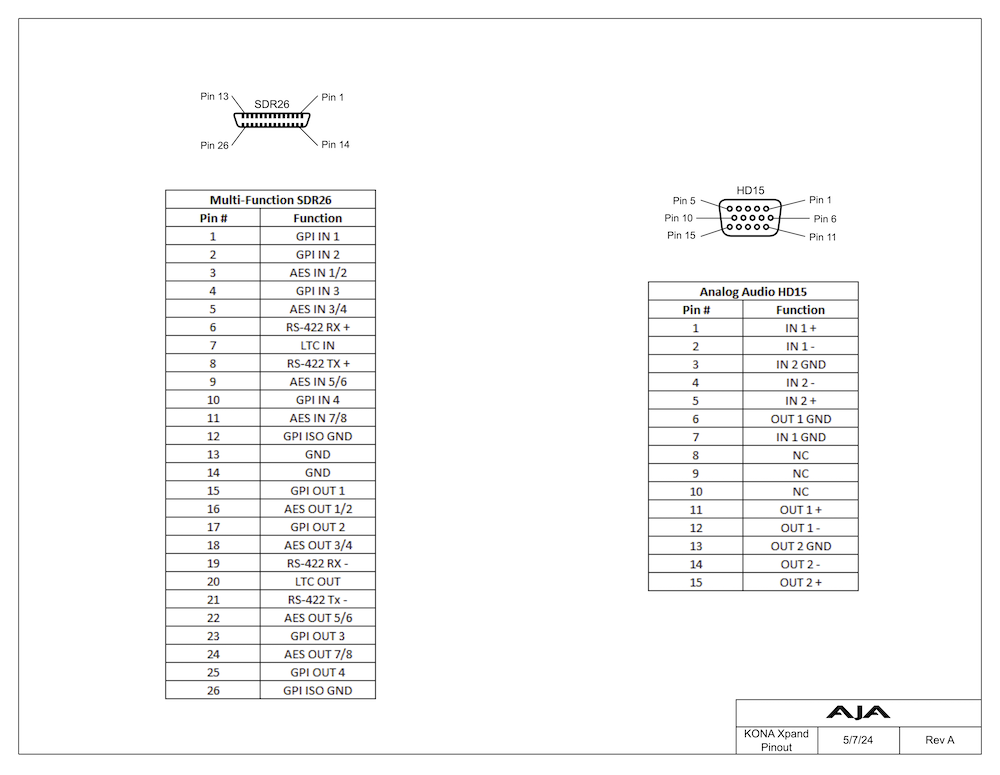 Pin 13
SDR26
Pin 1
Pin 26
Pin 14
Multi-Function SDR26
Pin # Function
1 GPI IN 1
2 GPI IN 2
3 AES IN 1/2
4 GPI IN 3
5 AES IN 3/4
6 RS-422 RX +
7 LTC IN
8 RS-422 TX +
9 AES IN 5/6
10 GPI IN 4
11 AES IN 7/8
12 GPI ISO GND
13 GND
14 GND
15 GPI OUT 1
16 AES OUT 1/2
17 GPI OUT 2
18 AES OUT 3/4
19 RS-422 RX -
20 LTC OUT
21 RS-422 Tx -
22 AES OUT 5/6
23 GPI OUT 3
24 AES OUT 7/8
25 GPI OUT 4
26 GPI ISO GND
HD15
Pin 5
Pin 1
Pin 10
Pin 6
Pin 15
Pin 11
Analog Audio HD15
Pin # Function
1 IN 1 +
2 IN 1 -
3 IN 2 GND
4 IN 2 -
5 IN 2 +
6 OUT 1 GND
7 IN 1 GND
8 NC
9 NC
10 NC
11 OUT 1 +
12 OUT 1 -
13 OUT 2 GND
14 OUT 2 -
15 OUT 2 +
AJA
KONA Xpand
Pinout
5/7/24
Rev A